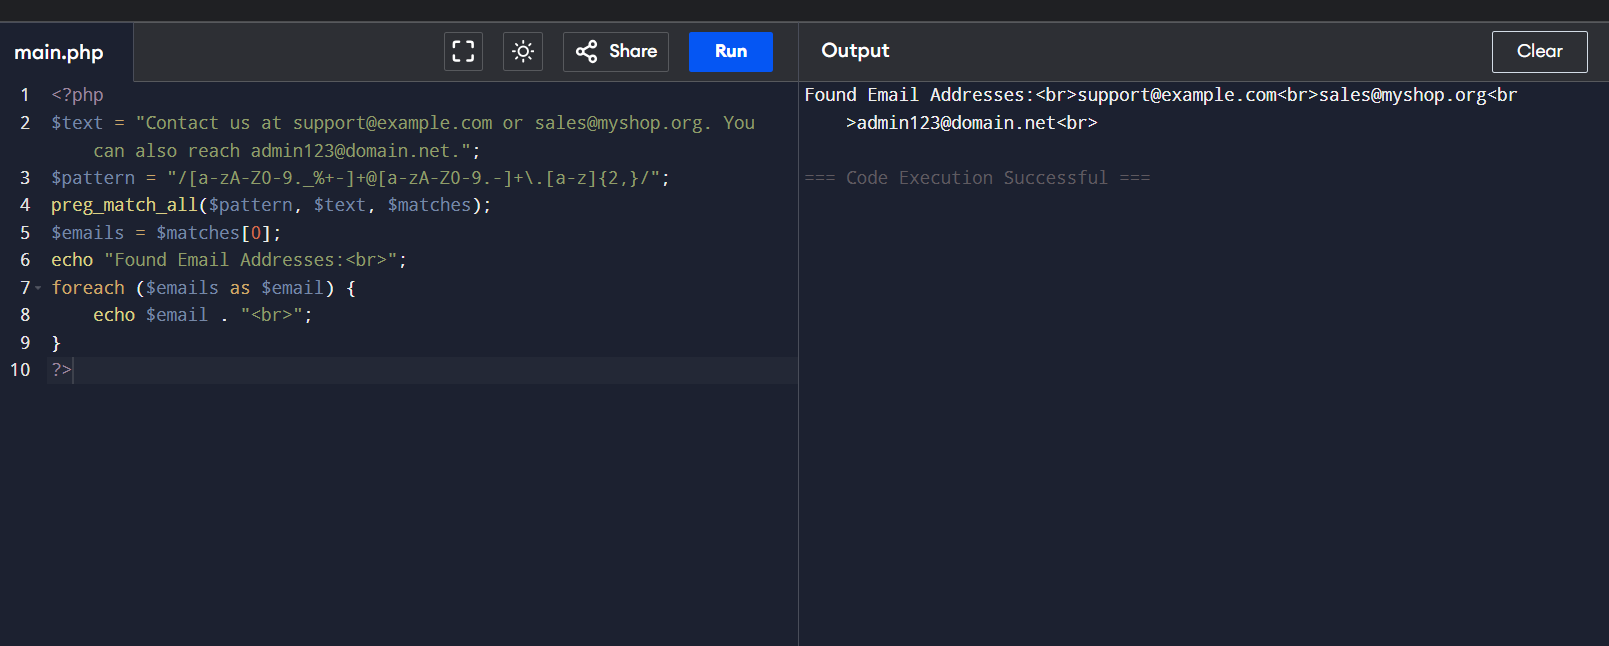 main.php
Share
Run
Output
Clear
1 <?php
2 $text = "Contact us at support@example.com or sales@myshop.org. You
can also reach admin123@domain.net.";
3 $pattern = "/[a-zA-Z0-9._%+-]+@[a-zA-Z0-9.-]+\.[a-z]{2,}/";
4 preg_match_all($pattern, $text, $matches);
5 $emails = $matches[0];
6 echo "Found Email Addresses:<br>";
7 foreach ($emails as $email) {
8 echo $email . "<br>";
9 }
10 ?>
Found Email Addresses:<br>support@example.com<br>sales@myshop.org<br
>admin123@domain.net<br>
=== Code Execution Successful ===